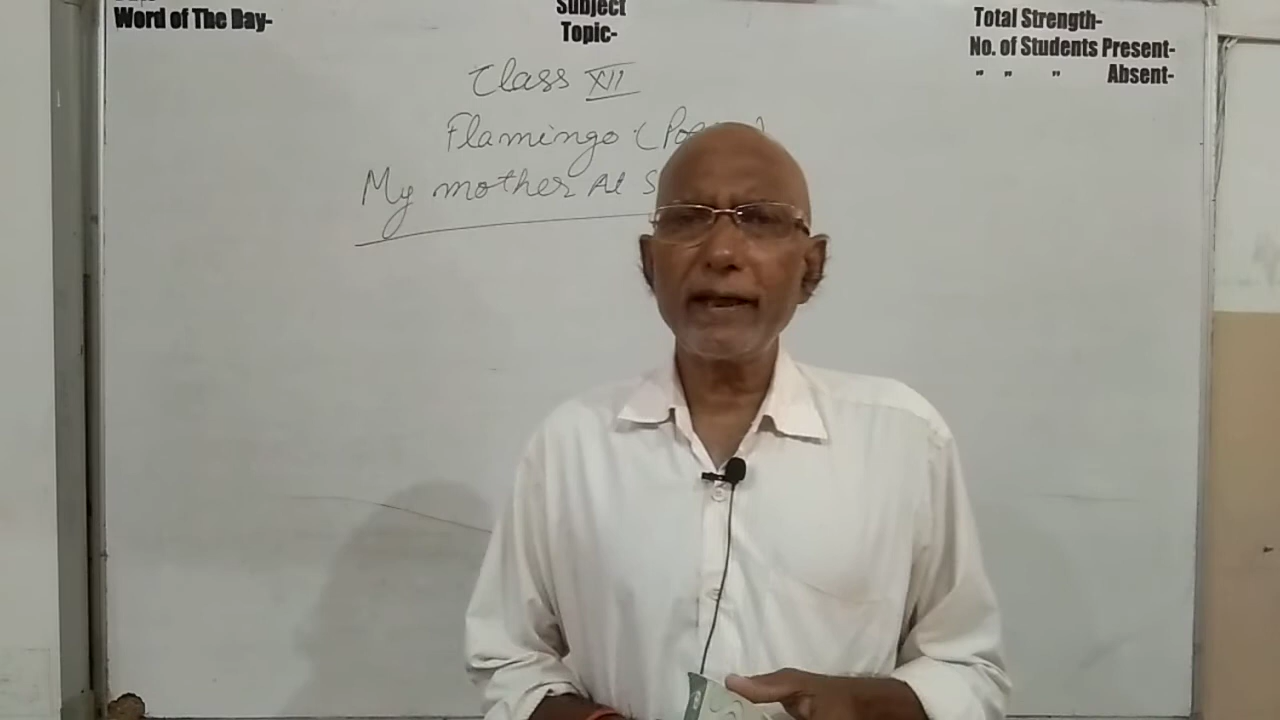 Word of The Day-
Subject
Topic-
Total Strength-
No. of Students Present-
" " " Absent-
Class XII
Flamingo
My mother At